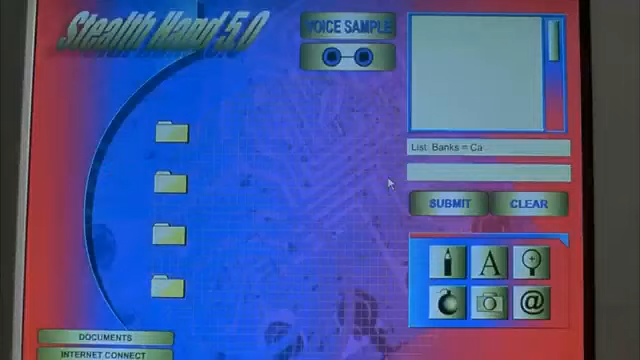 Stealth Hand 5.0
VOICE SAMPLE
List: Banks = Ca
SUBMIT
CLEAR
A
@
DOCUMENTS
INTERNET CONNECT